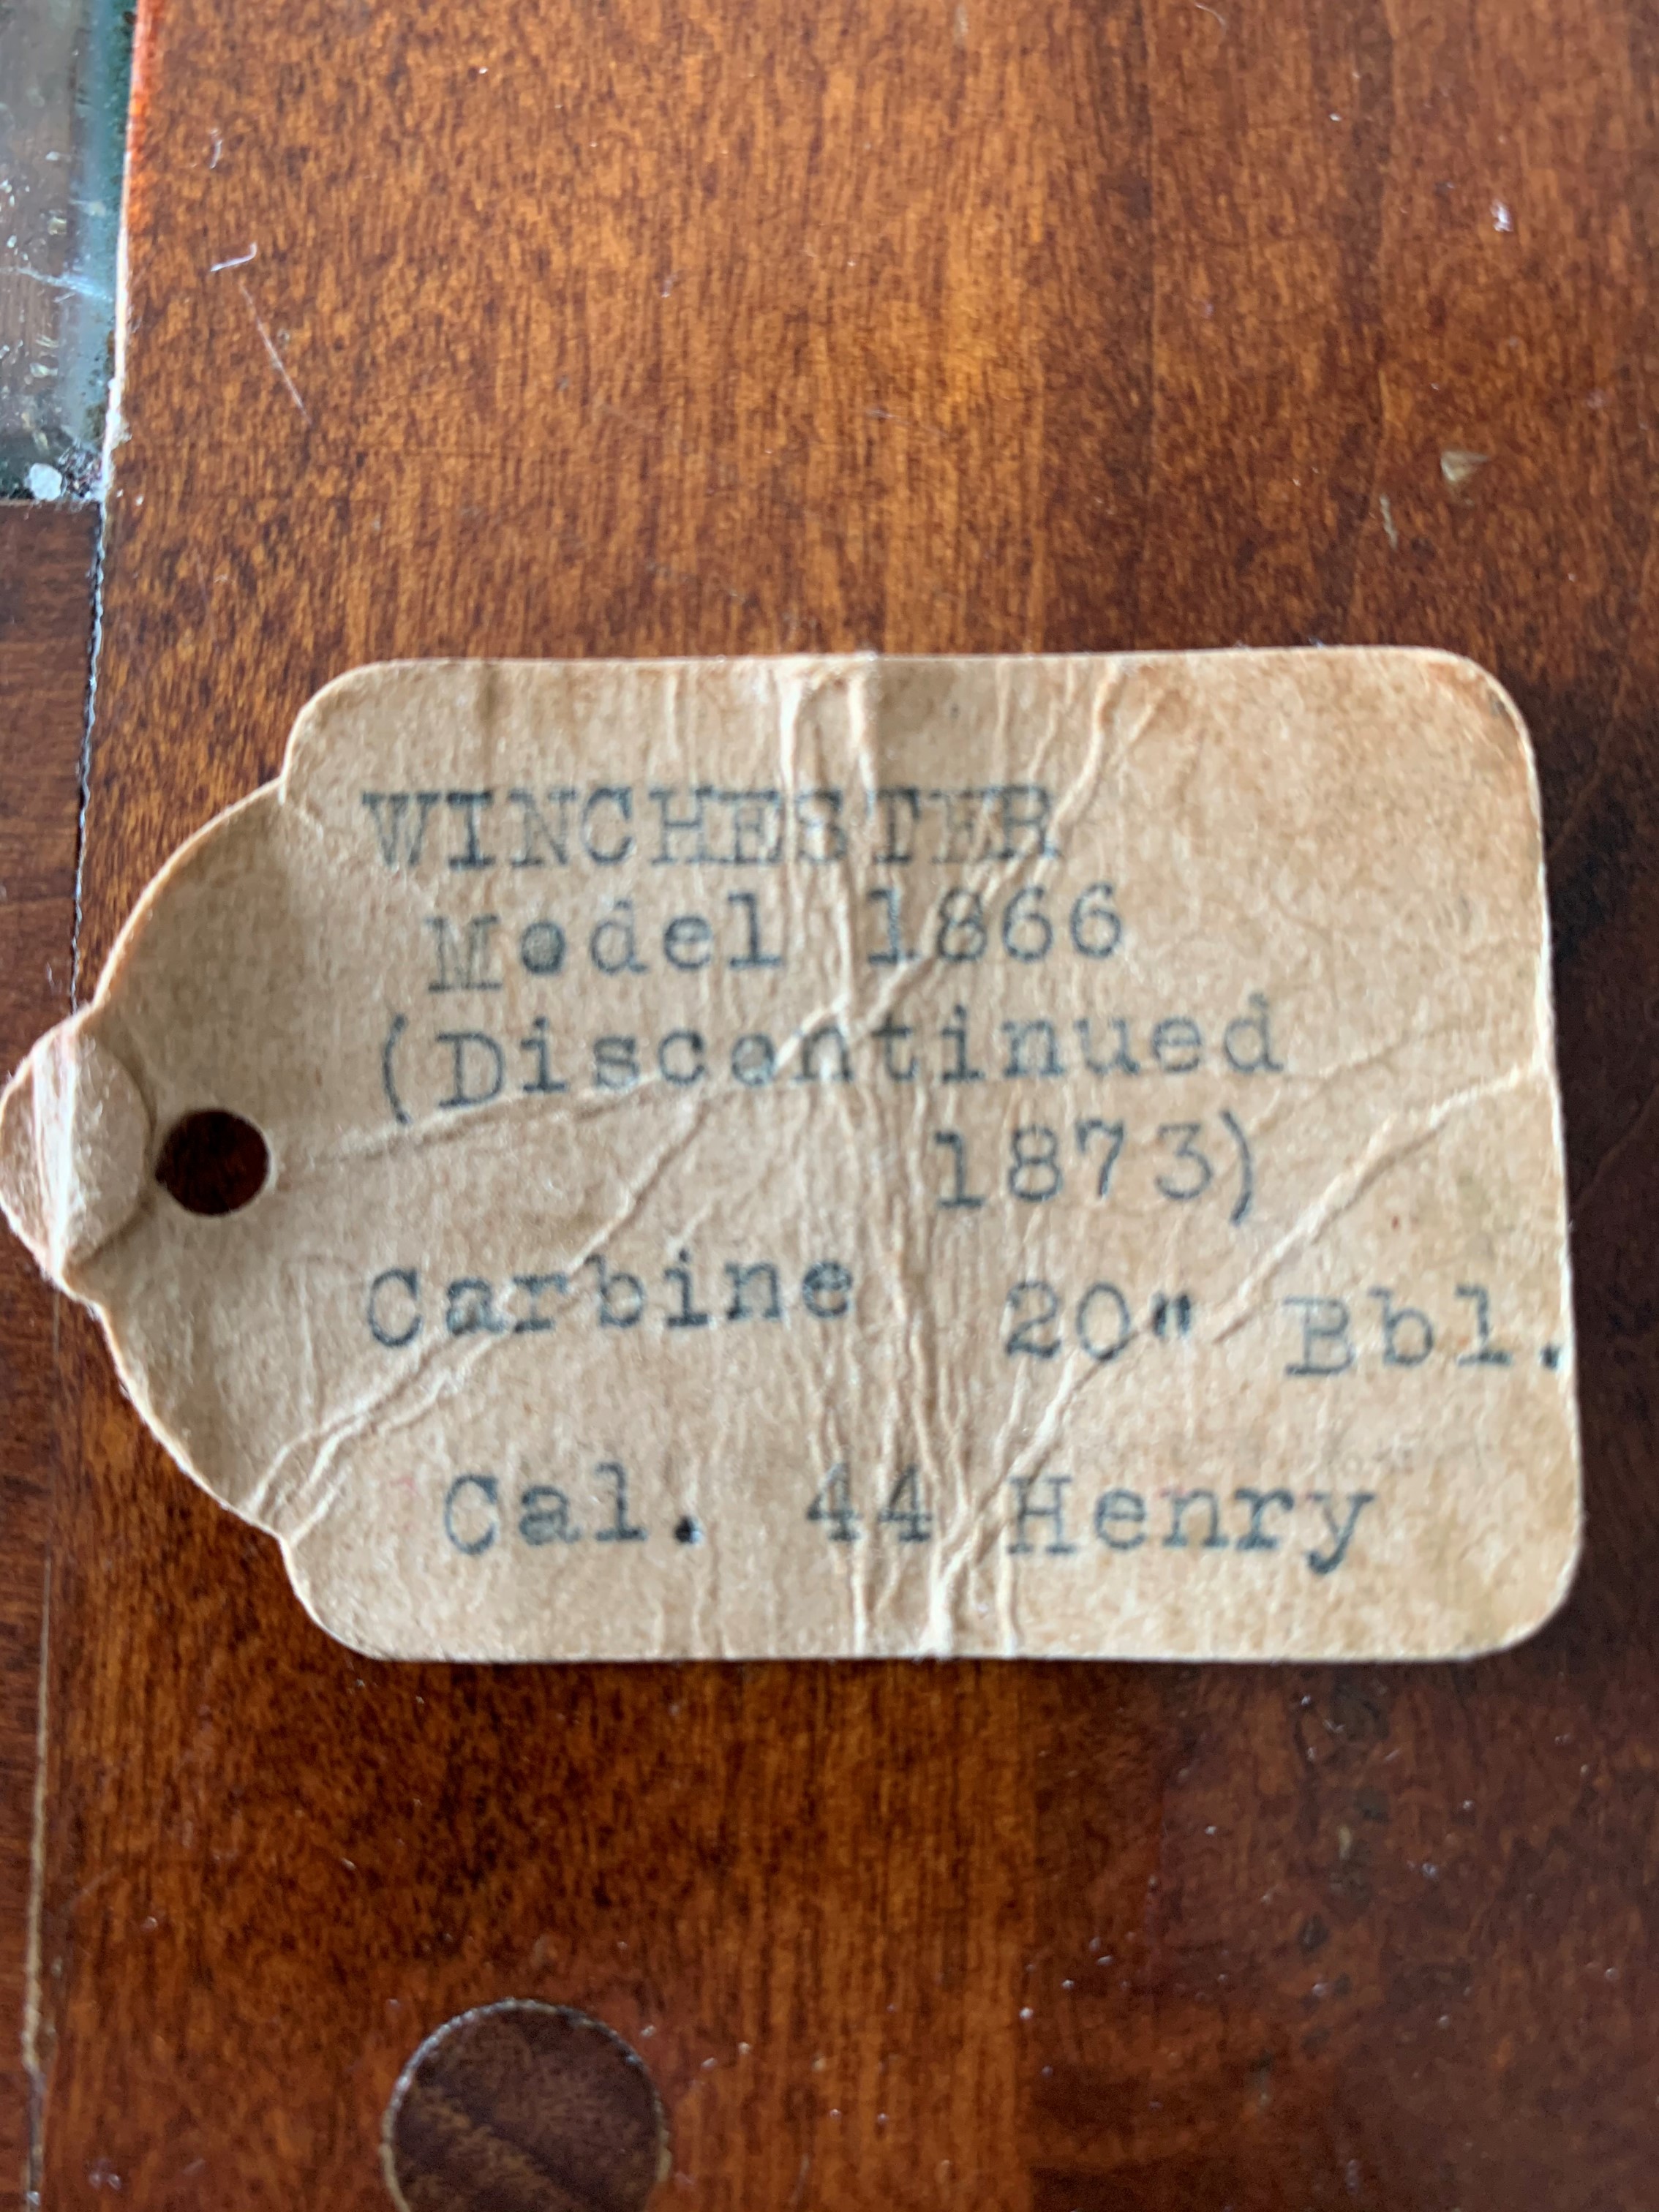 WINCHESTER
Model 1866
(Discontinued
1873)
Carbine 20" Bbl.
Cal. 44 Henry